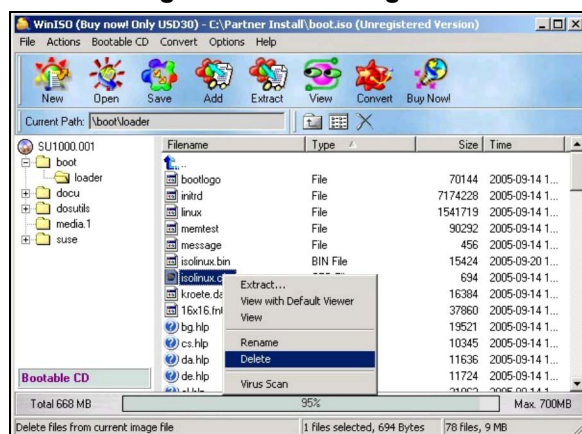 WinISO (Buy now! Only USD30) - C:\Partner Install\boot.iso (Unregistered Version)
File Actions Bootable CD Convert Options Help
New Open Save Add Extract View Convert Buy Now!
Current Path: \boot\loader
SU1000.001
boot
loader
docu
dosutils
media.1
suse
Bootable CD
Filename Type Size Time
..
bootlogo File 70144 2005-09-14 1...
initrd File 7174228 2005-09-14 1...
linux File 1541719 2005-09-14 1...
memtest File 90292 2005-09-14 1...
message File 456 2005-09-14 1...
isolinux.bin BIN File 15424 2005-09-20 1...
isolinux.c 694 2005-09-14 1...
kroete.da 16384 2005-09-14 1...
16x16.fn 37860 2005-09-14 1...
bg.hlp 19521 2005-09-14 1...
cs.hlp 10345 2005-09-14 1...
da.hlp 11636 2005-09-14 1...
de.hlp 11724 2005-09-14 1...
Extract...
View with Default Viewer
View
Rename
Delete
Virus Scan
Total 668 MB 95% Max. 700MB
Delete files from current image file 1 files selected, 694 Bytes 78 files, 9 MB